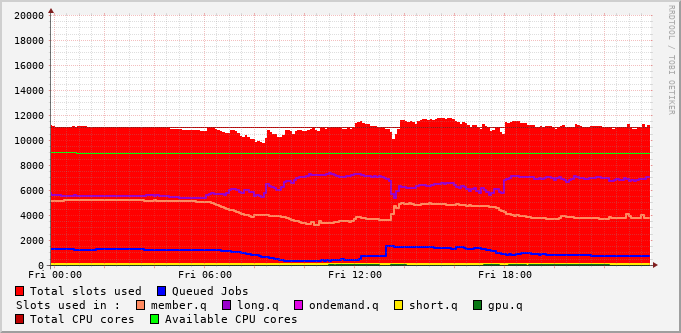 20000
18000
16000
14000
12000
10000
8000
6000
4000
2000
0
Fri 00:00 Fri 06:00 Fri 12:00 Fri 18:00
Total slots used Queued Jobs
Slots used in : member.q long.q ondemand.q short.q gpu.q
Total CPU cores Available CPU cores
RRDTOOL / TOBI OETIKER